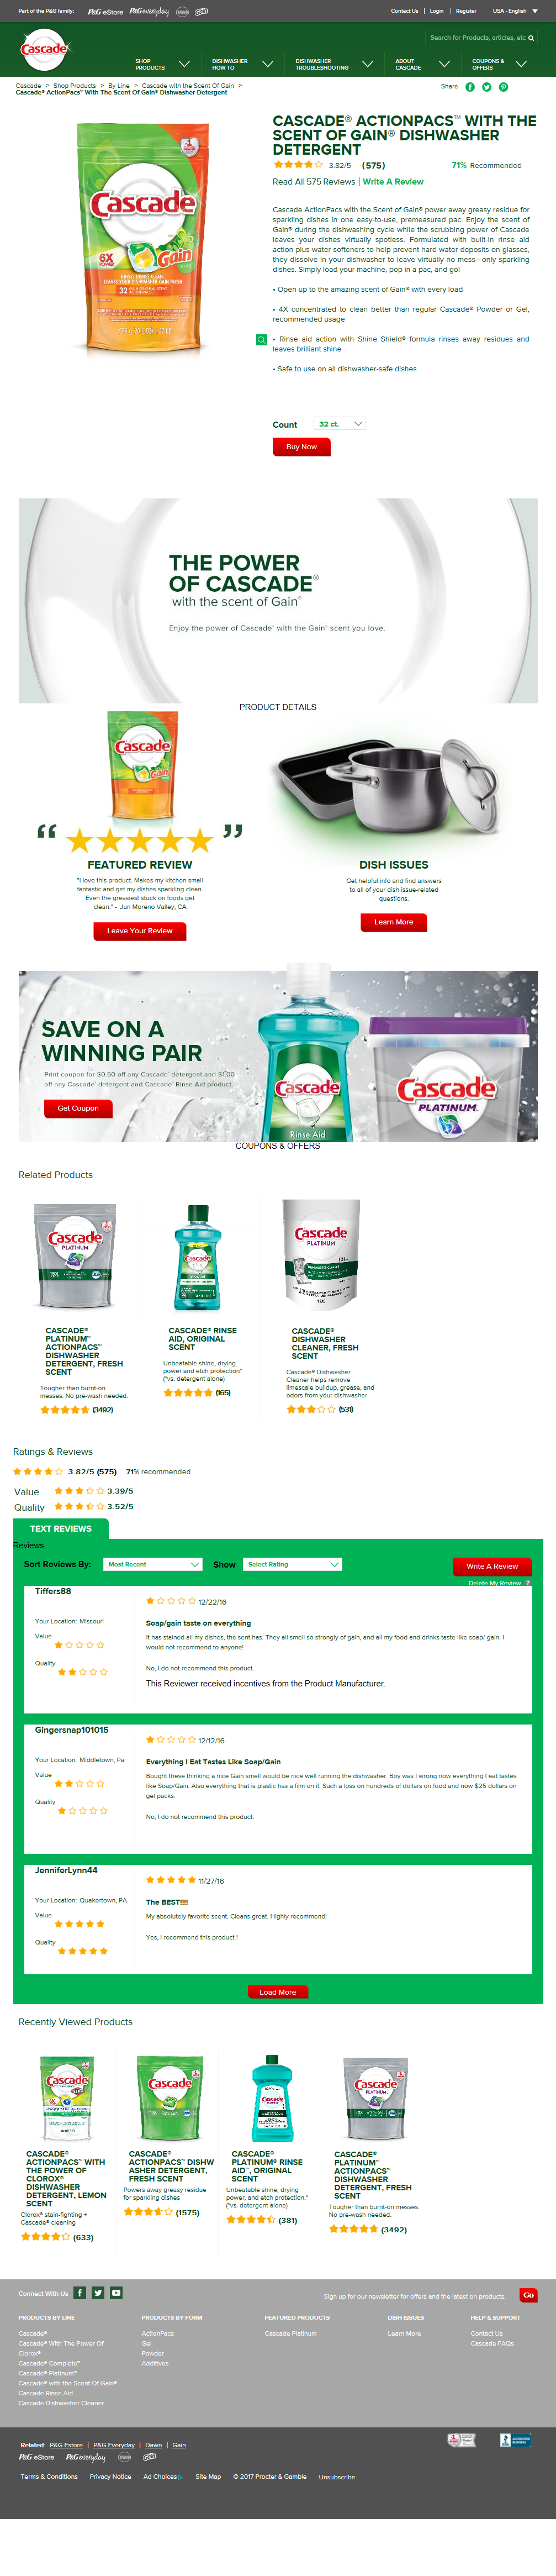 Part of the P&G family:
P&G eStore
P&G everyday
DAWN
Gain
Contact Us | Login | Register
USA - English
Cascade
Search for Products, articles, etc
SHOP
PRODUCTS
DISHWASHER
HOW TO
DISHWASHER
TROUBLESHOOTING
ABOUT
CASCADE
COUPONS &
OFFERS
Cascade > Shop Products > By Line > Cascade with the Scent Of Gain >
Cascade® ActionPacs™ With The Scent Of Gain® Dishwasher Detergent
Share
Cascade
6X
POWER
Gain
32
CASCADE® ACTIONPACS™ WITH THE
SCENT OF GAIN® DISHWASHER
DETERGENT
3.82/5 (575)
71% Recommended
Read All 575 Reviews | Write A Review
Cascade ActionPacs with the Scent of Gain® power away greasy residue for
sparkling dishes in one easy-to-use, premeasured pac. Enjoy the scent of
Gain® during the dishwashing cycle while the scrubbing power of Cascade
leaves your dishes virtually spotless. Formulated with built-in rinse aid
action plus water softeners to help prevent hard water deposits on glasses,
they dissolve in your dishwasher to leave virtually no mess—only sparkling
dishes. Simply load your machine, pop in a pac, and go!
• Open up to the amazing scent of Gain® with every load
• 4X concentrated to clean better than regular Cascade® Powder or Gel,
recommended usage
• Rinse aid action with Shine Shield® formula rinses away residues and
leaves brilliant shine
• Safe to use on all dishwasher-safe dishes
Count
32 ct.
Buy Now
THE POWER
OF CASCADE®
with the scent of Gain®
Enjoy the power of Cascade® with the Gain® scent you love.
PRODUCT DETAILS
Cascade
Gain
“ ”
FEATURED REVIEW
"I love this product. Makes my kitchen small
fantastic and get my dishes sparkling clean.
Even the greasiest stuck on foods get
clean." - Jun Moreno Valley, CA
Leave Your Review
DISH ISSUES
Get helpful info and find answers
to all of your dish issue-related
questions.
Learn More
SAVE ON A
WINNING PAIR
Print coupon for $0.50 off any Cascade® detergent and $1.00
off any Cascade® detergent and Cascade® Rinse Aid product.
Get Coupon
Cascade
Rinse Aid
Cascade
PLATINUM
COUPONS & OFFERS
Related Products
Cascade
PLATINUM
Cascade
Cascade
PLATINUM
CASCADE®
PLATINUM™
ACTIONPACS™
DISHWASHER
DETERGENT, FRESH
SCENT
Tougher than burnt-on
messes. No pre-wash needed.
(3492)
CASCADE® RINSE
AID, ORIGINAL
SCENT
Unbeatable shine, drying
power and etch protection*
(*vs. detergent alone)
(165)
CASCADE®
DISHWASHER
CLEANER, FRESH
SCENT
Cascade® Dishwasher
Cleaner helps remove
limescale buildup, grease, and
odors from your dishwasher.
(531)
Ratings & Reviews
3.82/5 (575) 71% recommended
Value 3.39/5
Quality 3.52/5
TEXT REVIEWS
Reviews
Sort Reviews By:
Most Recent
Show
Select Rating
Write A Review
Delete My Review ?
Tiffers88
12/22/16
Your Location: Missouri
Value
Quality
Soap/gain taste on everything
It has stained all my dishes, the sent has. They all smell so strongly of gain, and all my food and drinks taste like soap/ gain. I
would not recommend to anyone!
No, I do not recommend this product.
This Reviewer received incentives from the Product Manufacturer.
Gingersnap101015
12/12/16
Your Location: Middletown, Pa
Value
Quality
Everything I Eat Tastes Like Soap/Gain
Bought these thinking a nice Gain smell would be nice well running the dishwasher. Boy was I wrong now everything I eat tastes
like Soap/Gain. Also everything that is plastic has a film on it. Such a loss on hundreds of dollars on food and now $25 dollars on
gel packs.
No, I do not recommend this product.
JenniferLynn44
11/27/16
Your Location: Quakertown, PA
Value
Quality
The BEST!!!!
My absolutely favorite scent. Cleans great. Highly recommend!
Yes, I recommend this product !
Load More
Recently Viewed Products
Cascade
Cascade
Cascade
Cascade
PLATINUM
CASCADE®
ACTIONPACS™ WITH
THE POWER OF
CLOROX®
DISHWASHER
DETERGENT, LEMON
SCENT
Clorox® stain-fighting +
Cascade® cleaning
(633)
CASCADE®
ACTIONPACS™ DISHW
ASHER DETERGENT,
FRESH SCENT
Powers away greasy residue
for sparkling dishes
(1575)
CASCADE®
PLATINUM® RINSE
AID™, ORIGINAL
SCENT
Unbeatable shine, drying
power, and etch protection.*
(*vs. detergent alone)
(381)
CASCADE®
PLATINUM™
ACTIONPACS™
DISHWASHER
DETERGENT, FRESH
SCENT
Tougher than burnt-on messes.
No pre-wash needed.
(3492)
Connect With Us
Sign up for our newsletter for offers and the latest on products.
Go
PRODUCTS BY LINE
Cascade®
Cascade® With The Power Of
Clorox®
Cascade® Complete™
Cascade® Platinum™
Cascade® with the Scent Of Gain®
Cascade Rinse Aid
Cascade Dishwasher Cleaner
PRODUCTS BY FORM
ActionPacs
Gel
Powder
Additives
FEATURED PRODUCTS
Cascade Platinum
DISH ISSUES
Learn More
HELP & SUPPORT
Contact Us
Cascade FAQs
Related: P&G Estore | P&G Everyday | Dawn | Gain
P&G eStore
P&G everyday
DAWN
Gain
ACCREDITED
BUSINESS
Terms & Conditions
Privacy Notice
Ad Choices
Site Map
© 2017 Procter & Gamble
Unsubscribe